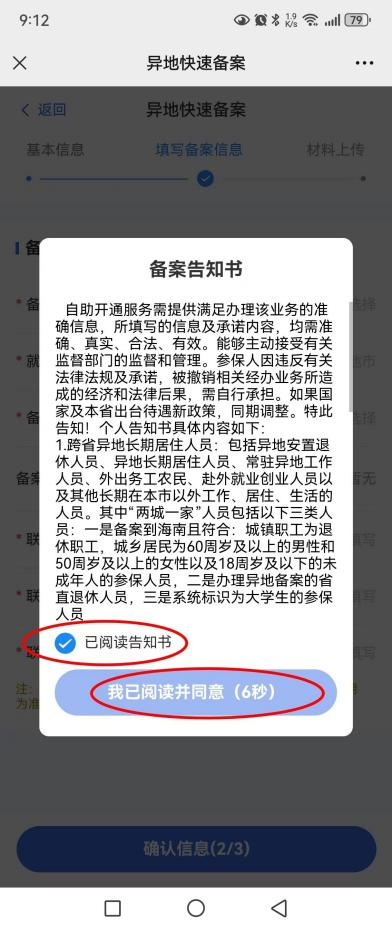 9:12
1.9
K/s
79
异地快速备案
返回
异地快速备案
基本信息
填写备案信息
材料上传
备案告知书
自助开通服务需提供满足办理该业务的准
确信息，所填写的信息及承诺内容，均需准
确、真实、合法、有效。能够主动接受有关
监督部门的监督和管理。参保人因违反有关
法律法规及承诺，被撤销相关经办业务所造
成的经济和法律后果，需自行承担。如果国
家及本省出台待遇新政策，同期调整。特此
告知！个人告知书具体内容如下：
1.跨省异地长期居住人员：包括异地安置退
休人员、异地长期居住人员、常驻异地工作
人员、外出务工农民、赴外就业创业人员以
及其他长期在本市以外工作、居住、生活的
人员。其中“两城一家”人员包括以下三类人
员：一是备案到海南且符合：城镇职工为退
休职工，城乡居民为60周岁及以上的男性和
50周岁及以上的女性以及18周岁及以下的未
成年人的参保人员，二是办理异地备案的省
直退休人员，三是系统标识为大学生的参保
人员
已阅读告知书
我已阅读并同意（6秒）
确认信息(2/3)